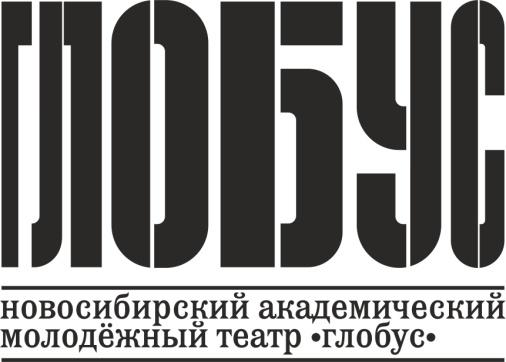 ГЛОБУС
новосибирский академический
молодёжный театр •глобус•